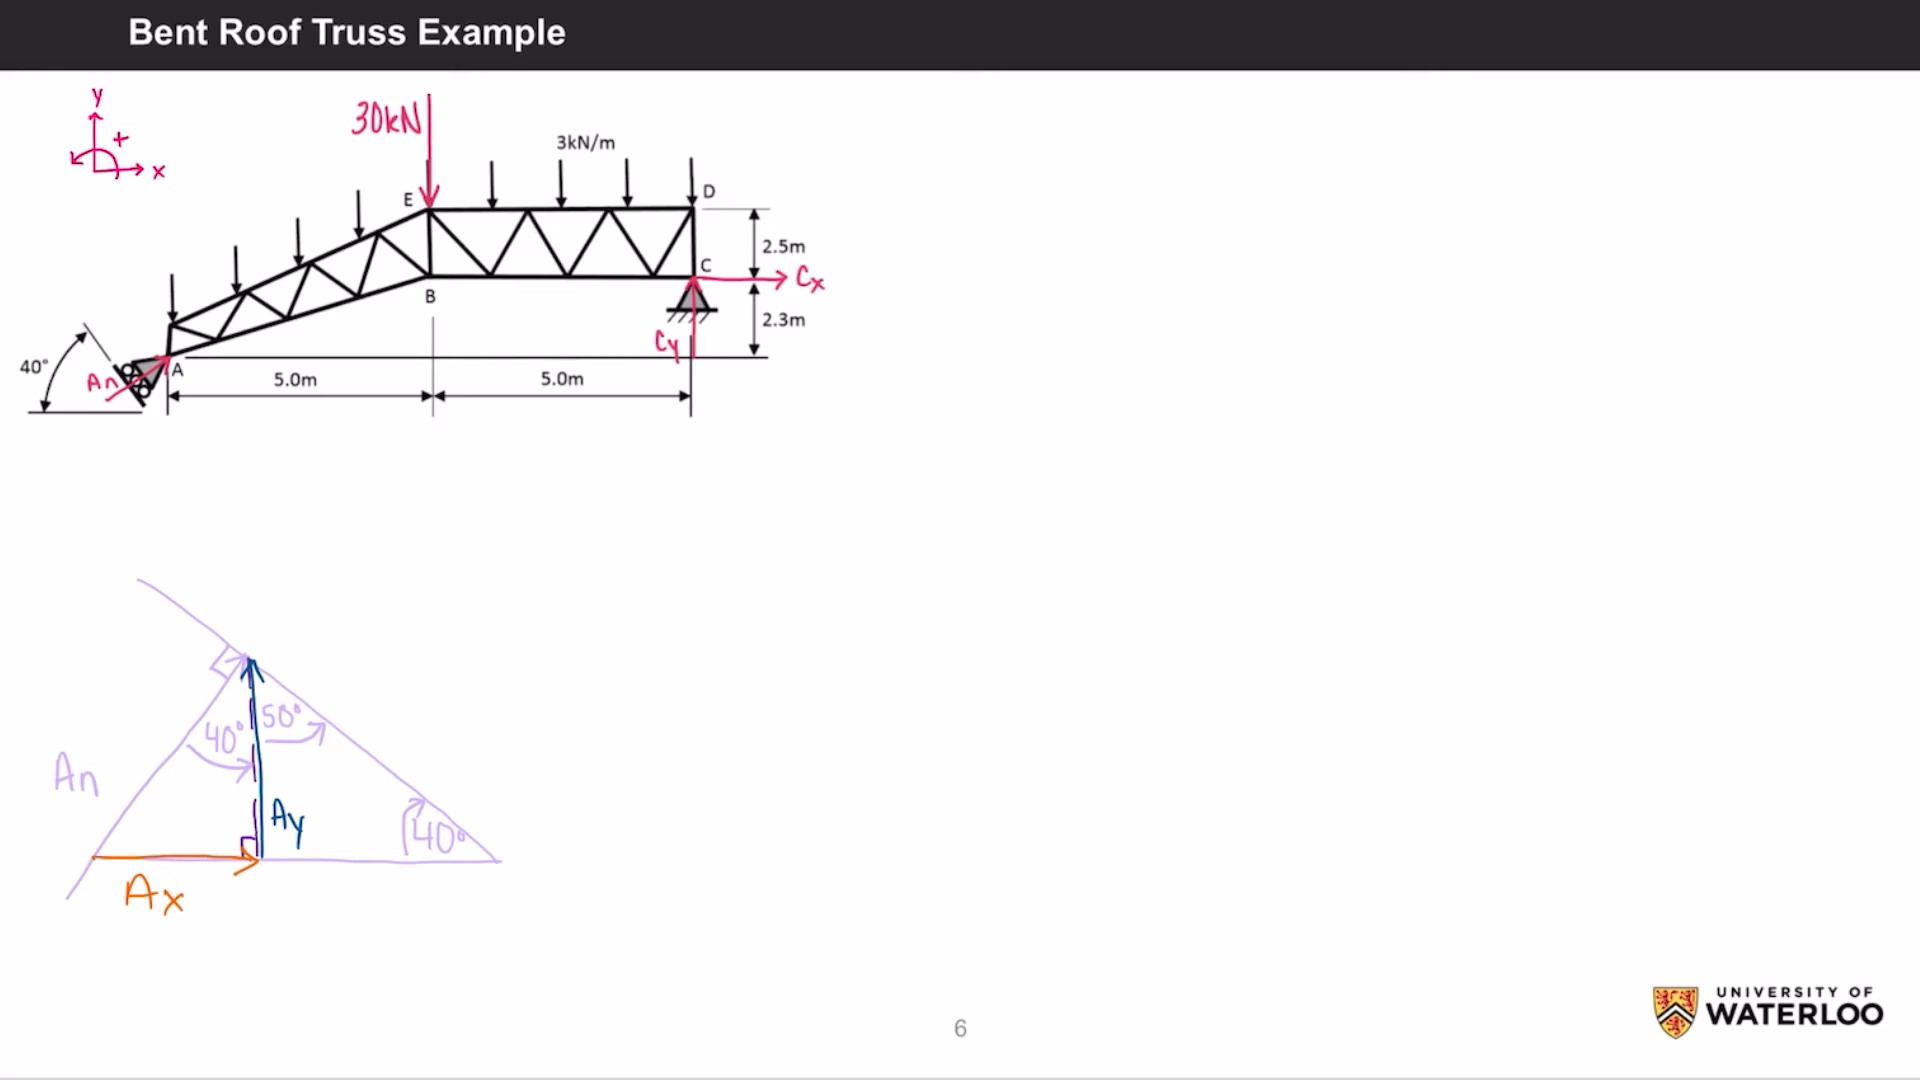 Bent Roof Truss Example
y
+
x
30kN
3kN/m
E
D
2.5m
C
Cx
B
2.3m
Cy
40°
An
A
5.0m
5.0m
40°
50°
An
Ay
40°
Ax
UNIVERSITY OF
WATERLOO
6